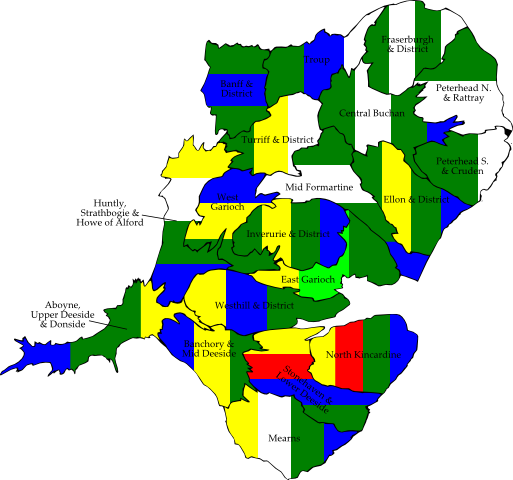 Fraserburgh
& District
Troup
Banff &
District
Peterhead N.
& Rattray
Central Buchan
Turriff & District
Peterhead S.
& Cruden
Mid Formartine
West
Garioch
Ellon & District
Huntly,
Strathbogie &
Howe of Alford
Inverurie & District
East Garioch
Aboyne,
Upper Deeside
& Donside
Westhill & District
Banchory &
Mid Deeside
North Kincardine
Stonehaven &
Lower Deeside
Mearns